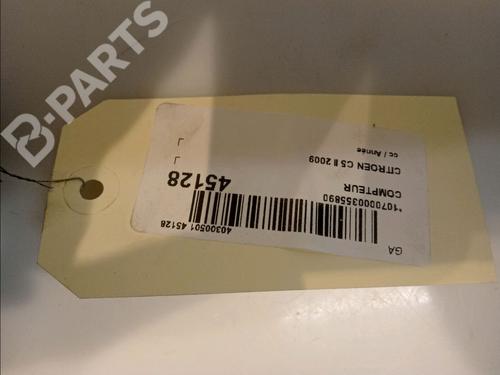 B-PARTS
GA
40300501 45128
*1070000355890
COMPTEUR
45128
CITROEN C5 II 2009
cc / Année